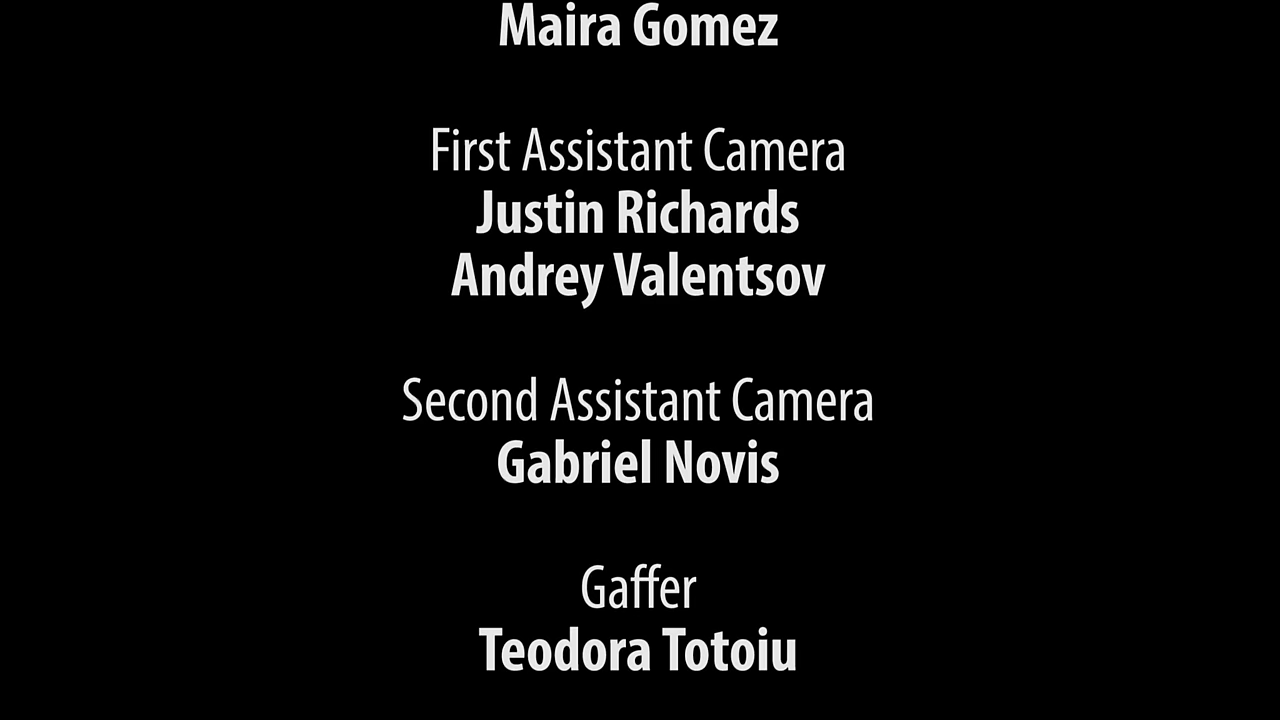 Maira Gomez
First Assistant Camera
Justin Richards
Andrey Valentsov
Second Assistant Camera
Gabriel Novis
Gaffer
Teodora Totoiu